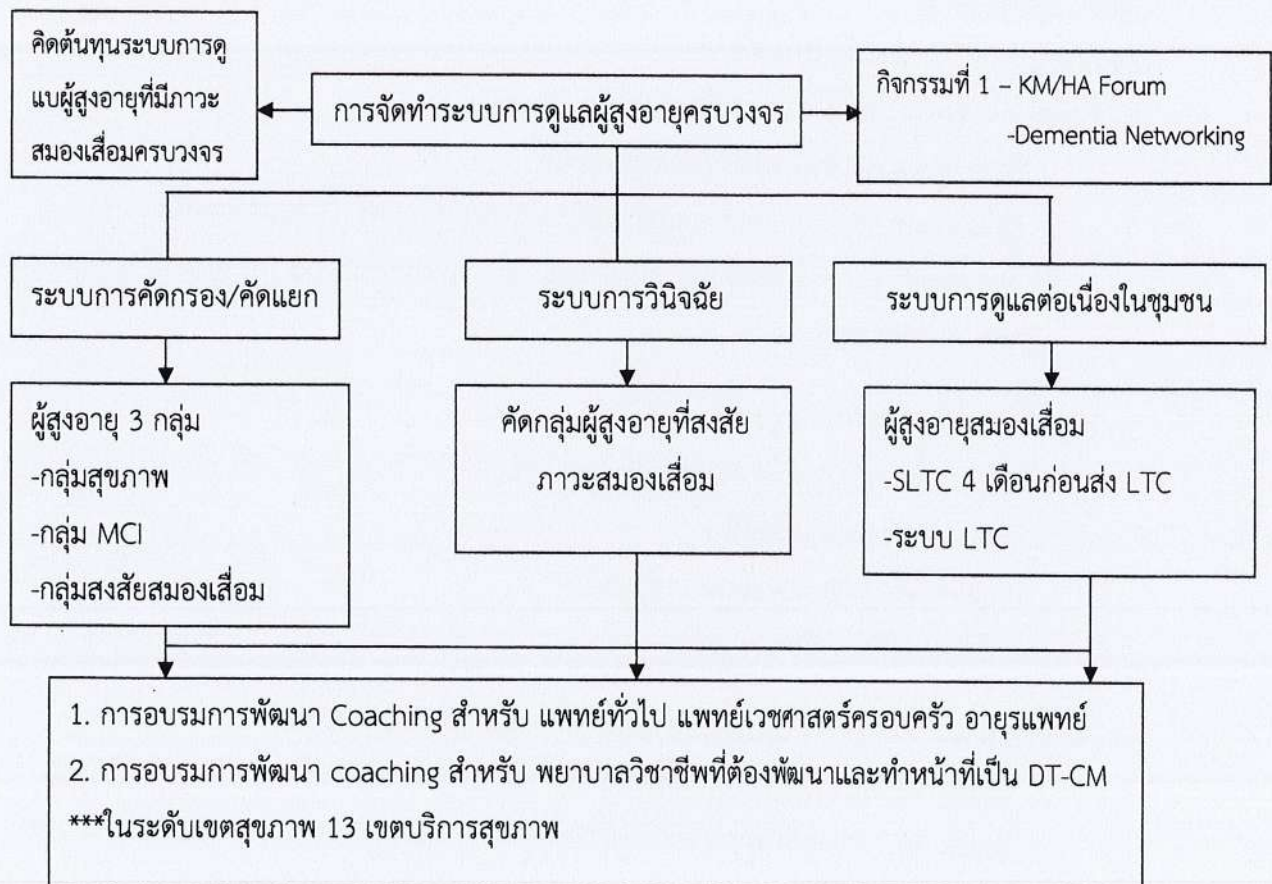 คิดต้นทุนระบบการดู
แบผู้สูงอายุที่มีภาวะ
สมองเสื่อมครบวงจร
การจัดทำระบบการดูแลผู้สูงอายุครบวงจร
กิจกรรมที่ 1 – KM/HA Forum
-Dementia Networking
ระบบการคัดกรอง/คัดแยก
ระบบการวินิจฉัย
ระบบการดูแลต่อเนื่องในชุมชน
ผู้สูงอายุ 3 กลุ่ม
-กลุ่มสุขภาพ
-กลุ่ม MCI
-กลุ่มสงสัยสมองเสื่อม
คัดกลุ่มผู้สูงอายุที่สงสัย
ภาวะสมองเสื่อม
ผู้สูงอายุสมองเสื่อม
-SLTC 4 เดือนก่อนส่ง LTC
-ระบบ LTC
1. การอบรมการพัฒนา Coaching สำหรับ แพทย์ทั่วไป แพทย์เวชศาสตร์ครอบครัว อายุรแพทย์
2. การอบรมการพัฒนา coaching สำหรับ พยาบาลวิชาชีพที่ต้องพัฒนาและทำหน้าที่เป็น DT-CM
***ในระดับเขตสุขภาพ 13 เขตบริการสุขภาพ